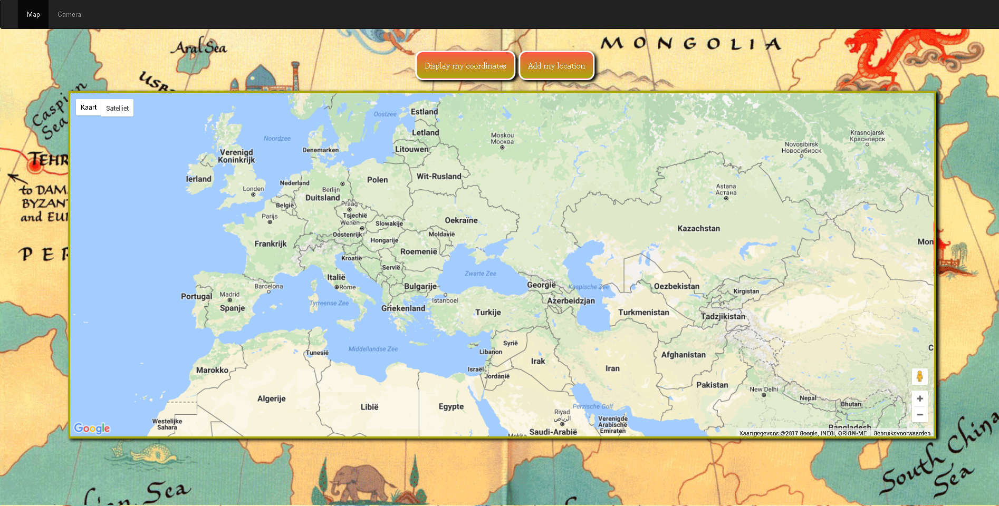 Map
Camera
Aral Sea
MONGOLIA
Display my coordinates
Add my location
Caspian
Sea
TEHR
to DAM
BYZANT
and EU
PER
Kaart
Satelliet
Oostzee
Estland
Letland
Litouwen
Noordzee
Denemarken
Moskou
Москва
Krasnojarsk
Красноярск
Novosibirsk
Новосибирск
Verenigd
Koninkrijk
Ierland
Nederland
Polen
Wit-Rusland
Londen
Berlijn
Duitsland
België
Praag
Astana
Астана
Parijs
Tsjechië
Wenen
Slowakije
Oekraïne
Oostenrijk
Moldavië
Kazachstan
Frankrijk
Hongarije
Roemenië
Mon
Kroatië
Servië
Zwarte Zee
Italië
Rome
Barcelona
Bulgarije
Georgië
Kaspische Zee
Oezbekistan
Kirgistan
Portugal
Madrid
Spanje
Tyrreense Zee
Griekenland
Istanboel
Turkije
Azerbeidzjan
Turkmenistan
Tadzjikistan
Middellandse Zee
Tunesië
Syrië
Libanon
Irak
Afghanistan
C
Marokko
Israël
Jordanië
Iran
Pakistan
New Delhi
Nepal
Bhutan
Algerije
Libië
Egypte
Riyad
الرياض
Perzische Golf
Verenigde
Arabische
Emiraten
Westelijke
Sahara
Mekka
Saudi-Arabië
Bangladesh
Google
Kaartgegevens ©2017 Google, INEGI, ORION-ME
Gebruiksvoorwaarden
Sea
South China
Sea